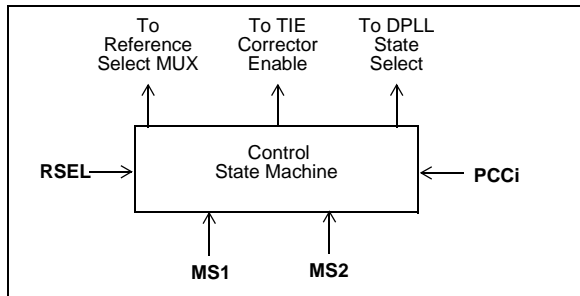 To
Reference
Select MUX
To TIE
Corrector
Enable
To DPLL
State
Select
Control
State Machine
RSEL
PCCi
MS1
MS2